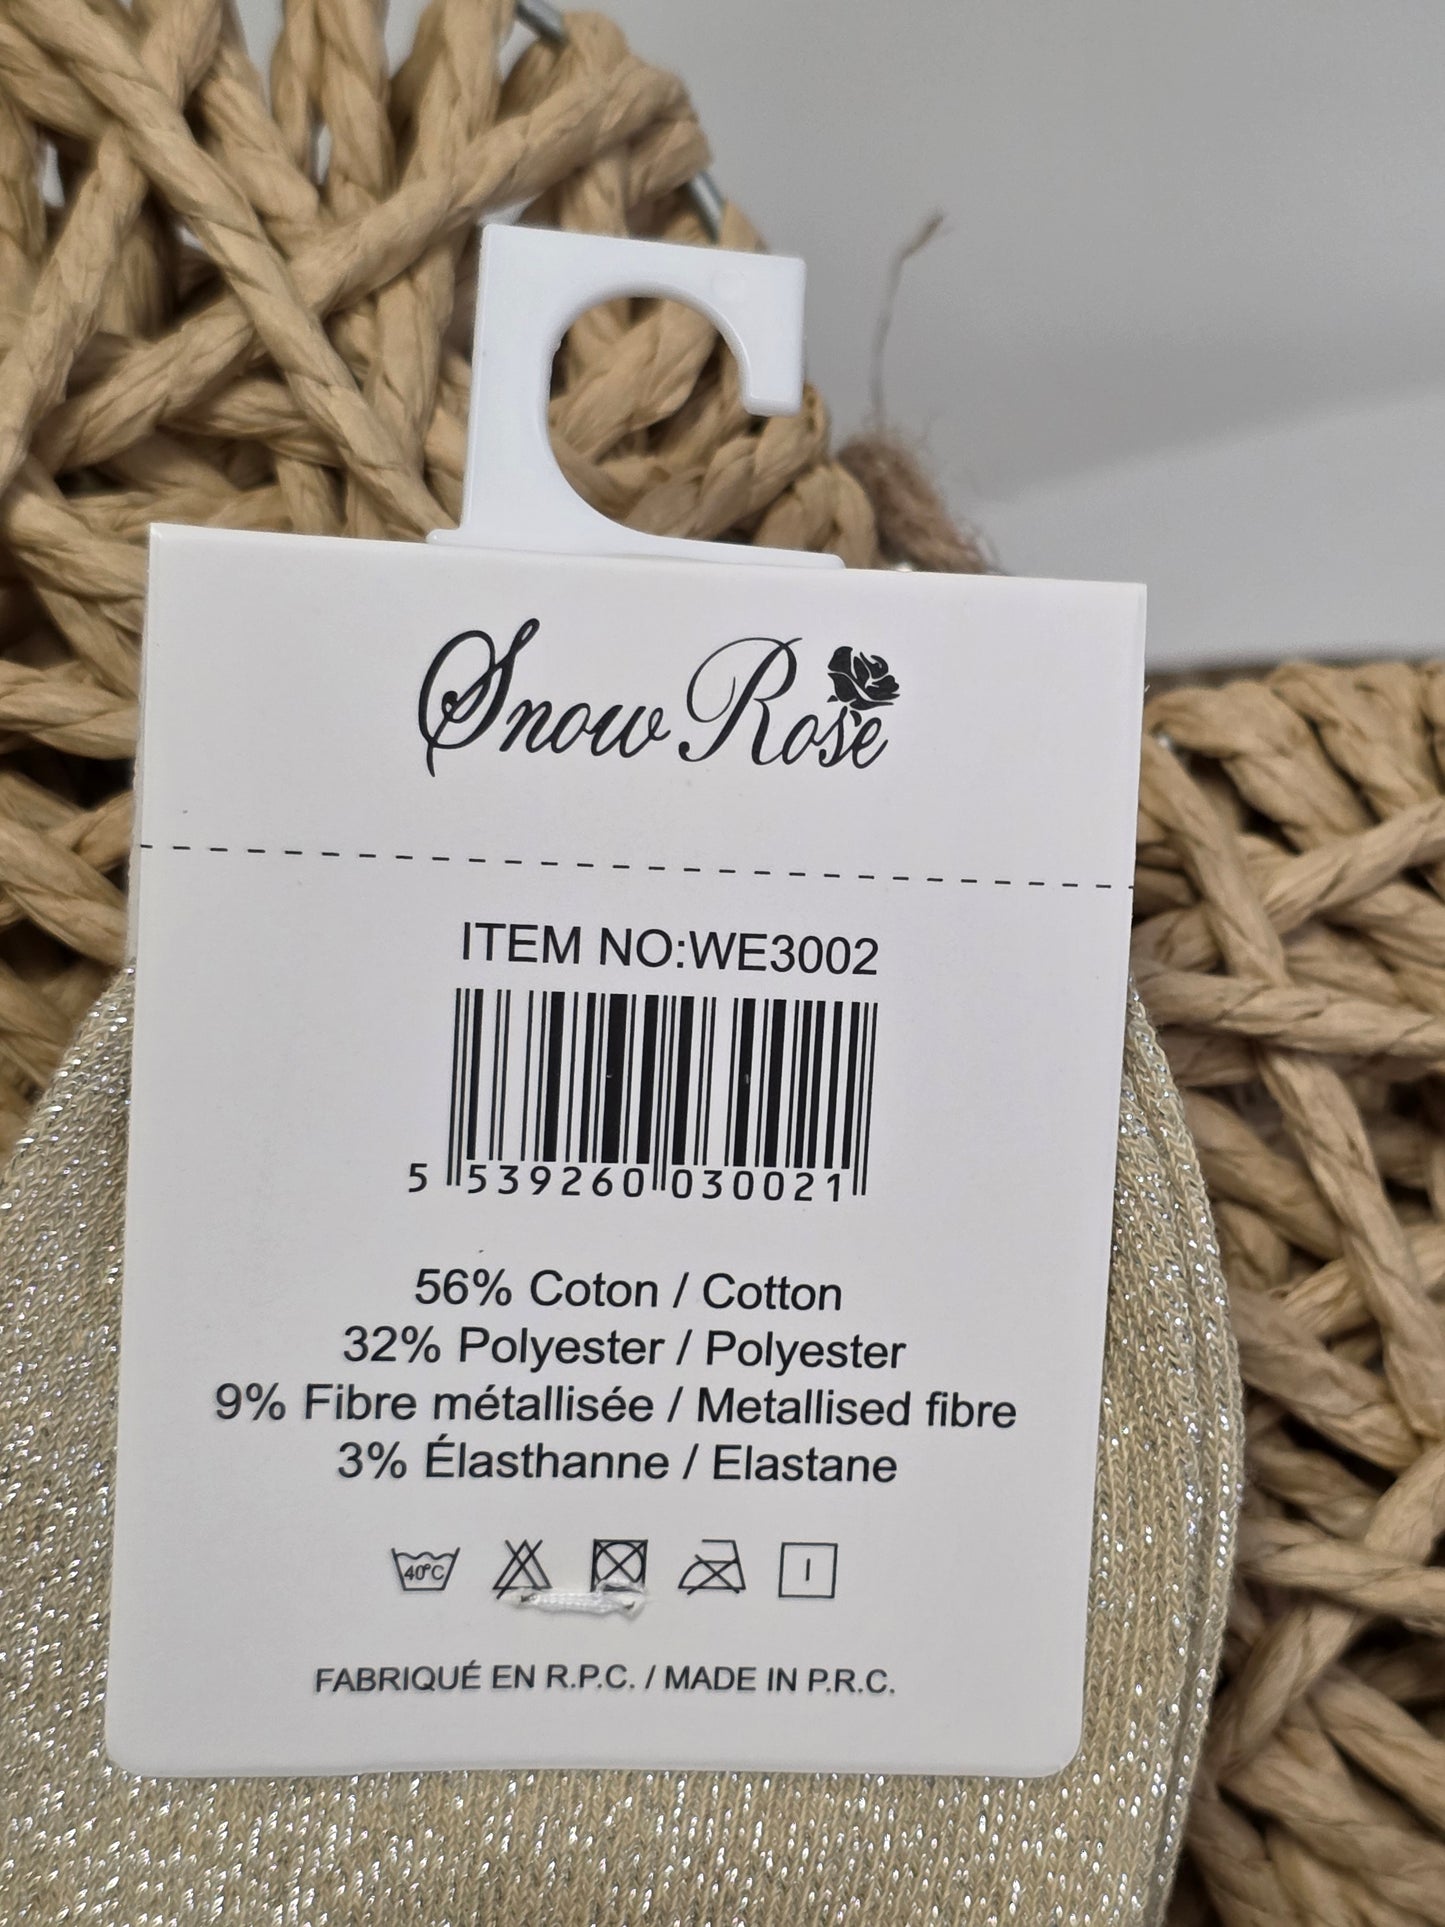 Snow Rose
ITEM NO:WE3002
5 539260 030021
56% Coton / Cotton
32% Polyester / Polyester
9% Fibre métallisée / Metallised fibre
3% Élasthanne / Elastane
40°C
FABRIQUÉ EN R.P.C. / MADE IN P.R.C.